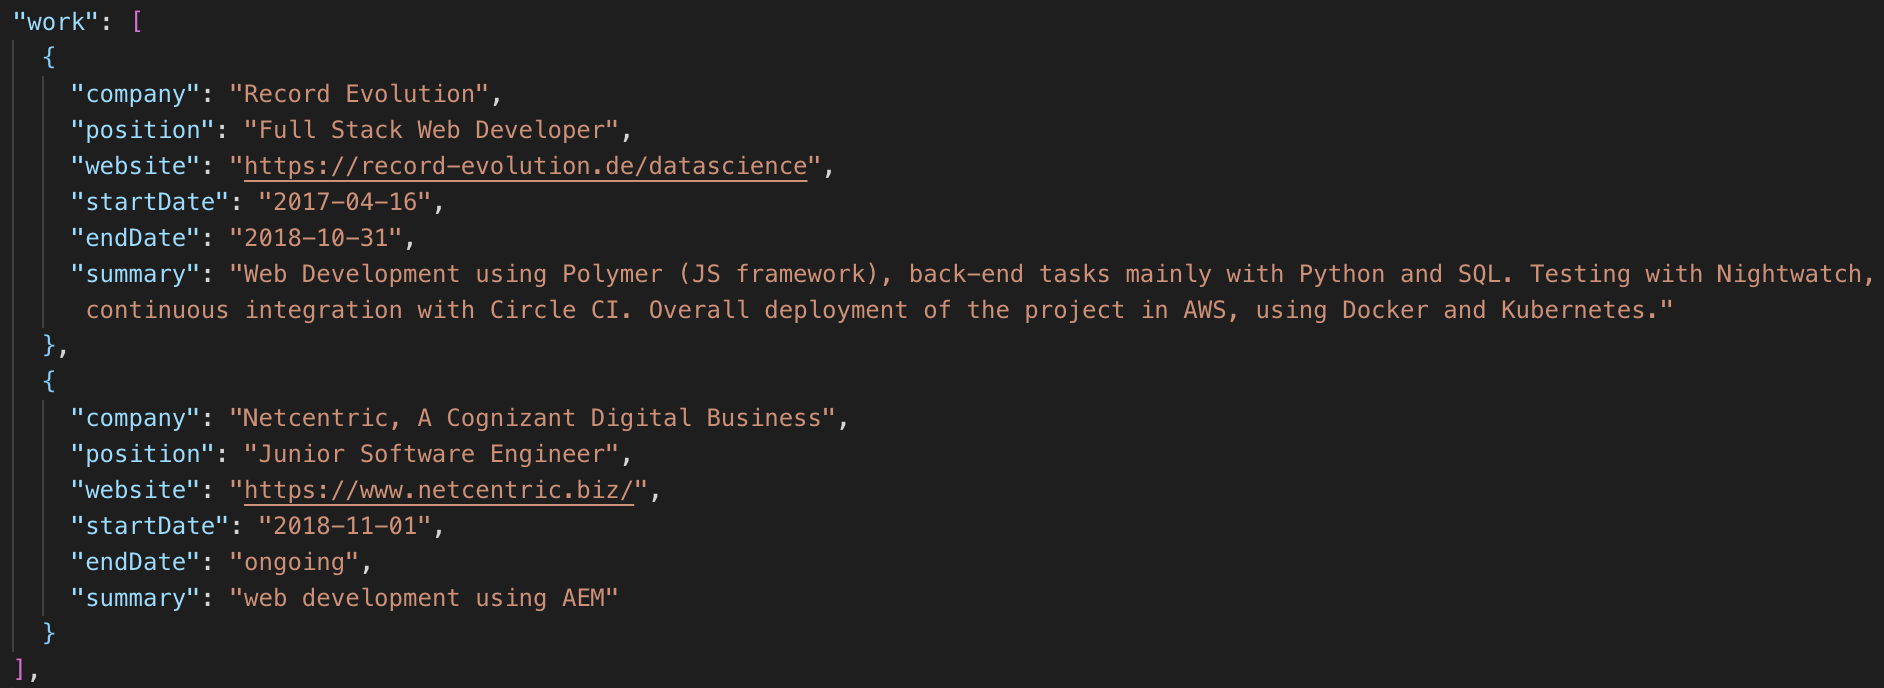 "work": [
{
"company": "Record Evolution",
"position": "Full Stack Web Developer",
"website": "https://record-evolution.de/datascience",
"startDate": "2017-04-16",
"endDate": "2018-10-31",
"summary": "Web Development using Polymer (JS framework), back-end tasks mainly with Python and SQL. Testing with Nightwatch,
continuous integration with Circle CI. Overall deployment of the project in AWS, using Docker and Kubernetes."
},
{
"company": "Netcentric, A Cognizant Digital Business",
"position": "Junior Software Engineer",
"website": "https://www.netcentric.biz/",
"startDate": "2018-11-01",
"endDate": "ongoing",
"summary": "web development using AEM"
}
],